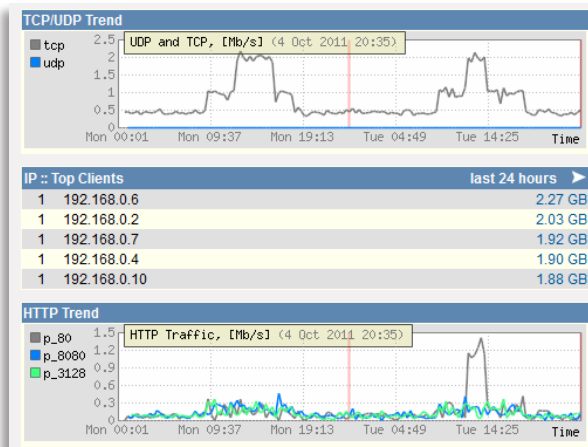 TCP/UDP Trend
tcp
udp
UDP and TCP, [Mb/s] (4 Oct 2011 20:35)
2.5
2
1.5
1
0.5
0
Mon 00:01 Mon 09:37 Mon 19:13 Tue 04:49 Tue 14:25 Time
IP :: Top Clients last 24 hours
1 192.168.0.6 2.27 GB
1 192.168.0.2 2.03 GB
1 192.168.0.7 1.92 GB
1 192.168.0.4 1.90 GB
1 192.168.0.10 1.88 GB
HTTP Trend
p_80
p_8080
p_3128
HTTP Traffic, [Mb/s] (4 Oct 2011 20:35)
1.5
1.2
0.9
0.6
0.3
0
Mon 00:01 Mon 09:37 Mon 19:13 Tue 04:49 Tue 14:25 Time